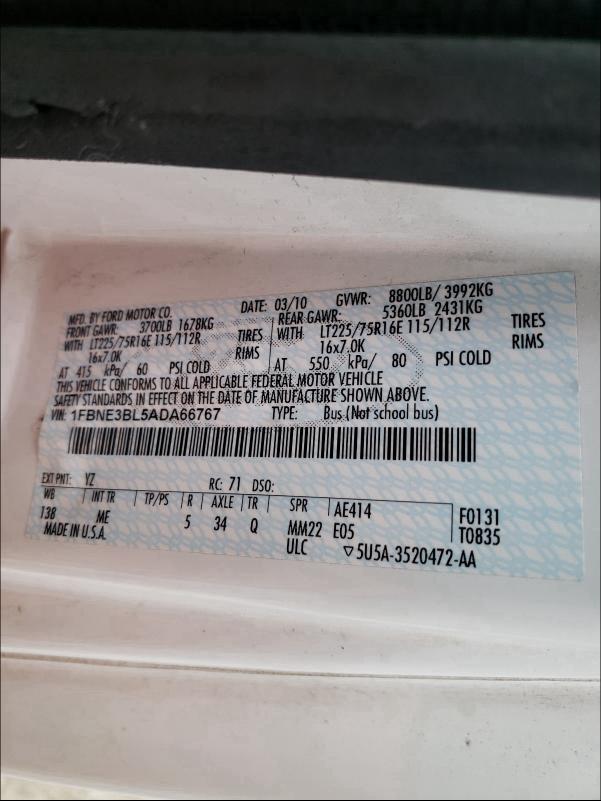 MFD. BY FORD MOTOR CO. DATE: 03/10 GVWR: 8800LB/ 3992KG
FRONT GAWR: 3700LB 1678KG REAR GAWR: 5360LB 2431KG
WITH LT225/75R16E 115/112R TIRES WITH LT225/75R16E 115/112R TIRES
16x7.0K RIMS 16x7.0K RIMS
AT 415 kPa/ 60 PSI COLD AT 550 kPa/ 80 PSI COLD
THIS VEHICLE CONFORMS TO ALL APPLICABLE FEDERAL MOTOR VEHICLE
SAFETY STANDARDS IN EFFECT ON THE DATE OF MANUFACTURE SHOWN ABOVE.
VIN: 1FBNE3BL5ADA66767 TYPE: Bus (Not school bus)
EXT PNT: YZ RC: 71 DSO:
WB INT TR TP/PS R AXLE TR SPR AE414 F0131
138 ME 5 34 Q MM22 E05 T0835
MADE IN U.S.A. ULC ▽5U5A-3520472-AA